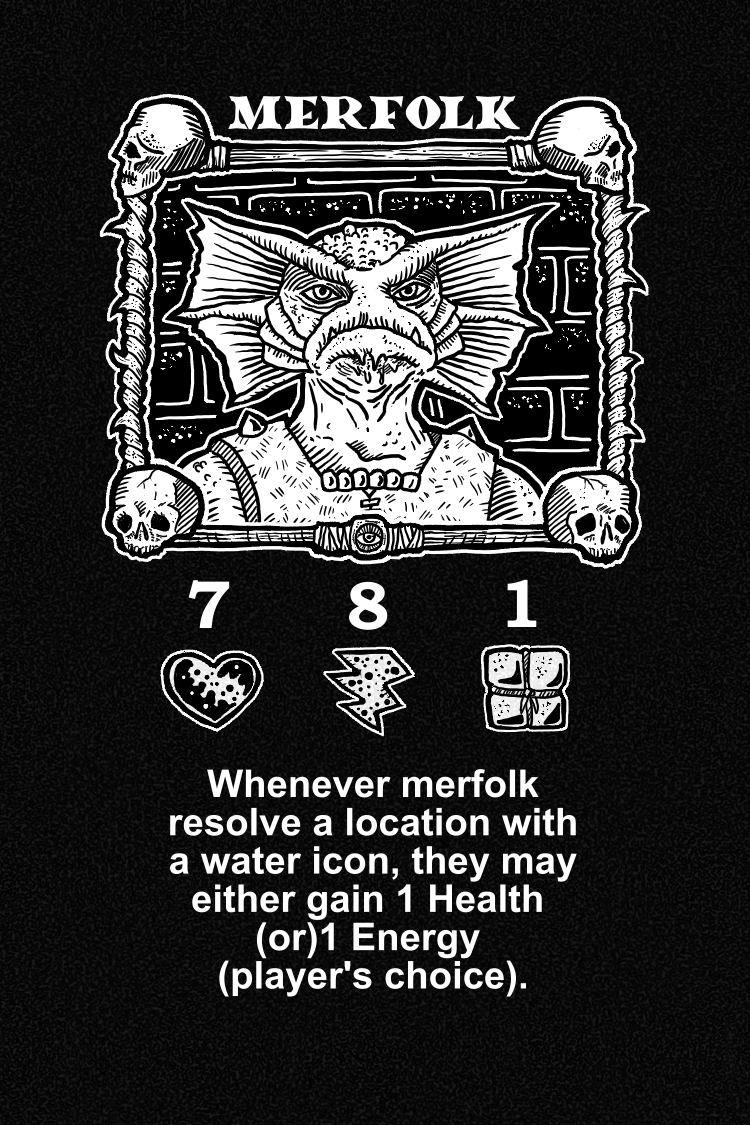 MERFOLK
7 8 1
Whenever merfolk
resolve a location with
a water icon, they may
either gain 1 Health
(or)1 Energy
(player's choice).